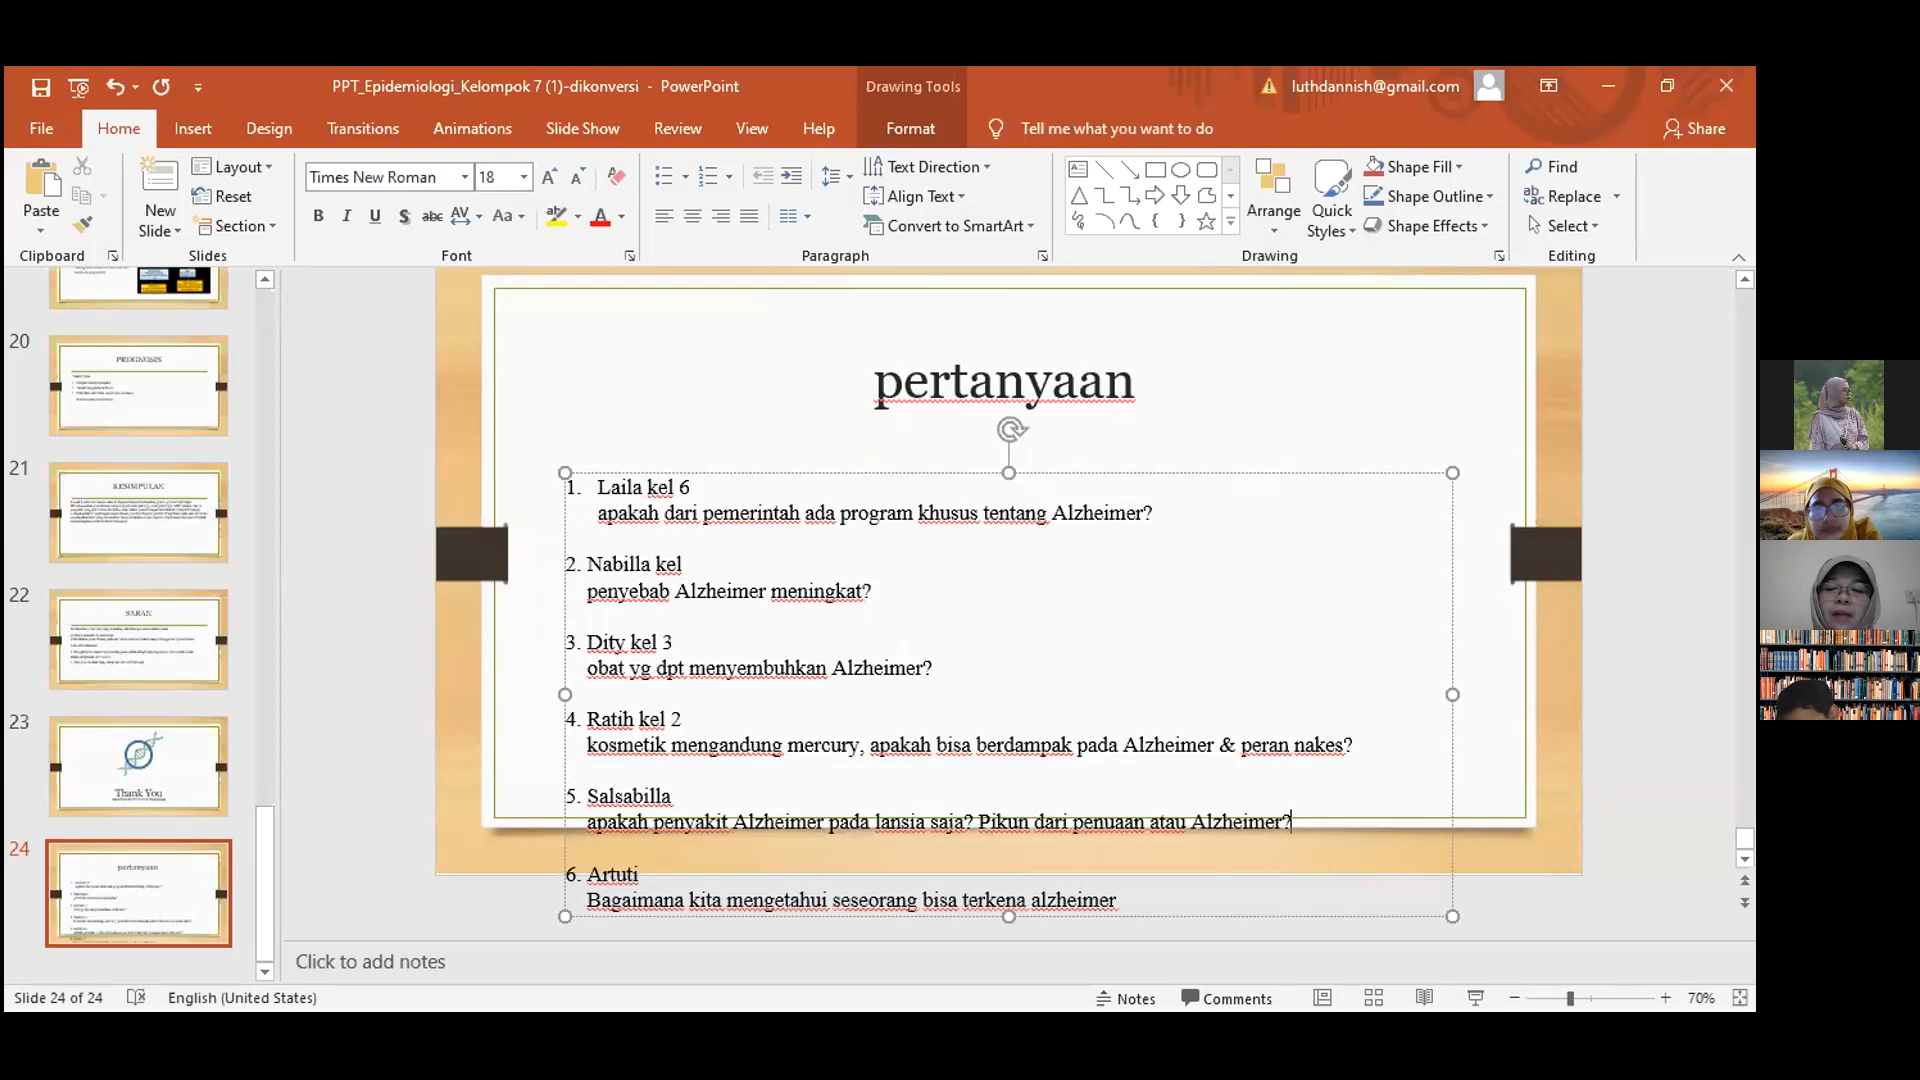 PPT_Epidemiologi_Kelompok 7 (1)-dikonversi - PowerPoint
Drawing Tools
luthdannish@gmail.com
File Home Insert Design Transitions Animations Slide Show Review View Help Format Tell me what you want to do Share
Paste
Clipboard
New Slide
Layout
Reset
Section
Slides
Times New Roman 18
B I U S abc AV Aa A
Font
Text Direction
Align Text
Convert to SmartArt
Paragraph
Arrange
Quick Styles
Shape Fill
Shape Outline
Shape Effects
Drawing
Find
Replace
Select
Editing
20
PROGNOSIS
21
KESIMPULAN
22
SARAN
23
Thank You
24
pertanyaan
pertanyaan
1. Laila kel 6
apakah dari pemerintah ada program khusus tentang Alzheimer?
2. Nabilla kel
penyebab Alzheimer meningkat?
3. Dity kel 3
obat yg dpt menyembuhkan Alzheimer?
4. Ratih kel 2
kosmetik mengandung mercury, apakah bisa berdampak pada Alzheimer & peran nakes?
5. Salsabilla
apakah penyakit Alzheimer pada lansia saja? Pikun dari penuaan atau Alzheimer?
6. Artuti
Bagaimana kita mengetahui seseorang bisa terkena alzheimer
Click to add notes
Slide 24 of 24 English (United States) Notes Comments 70%